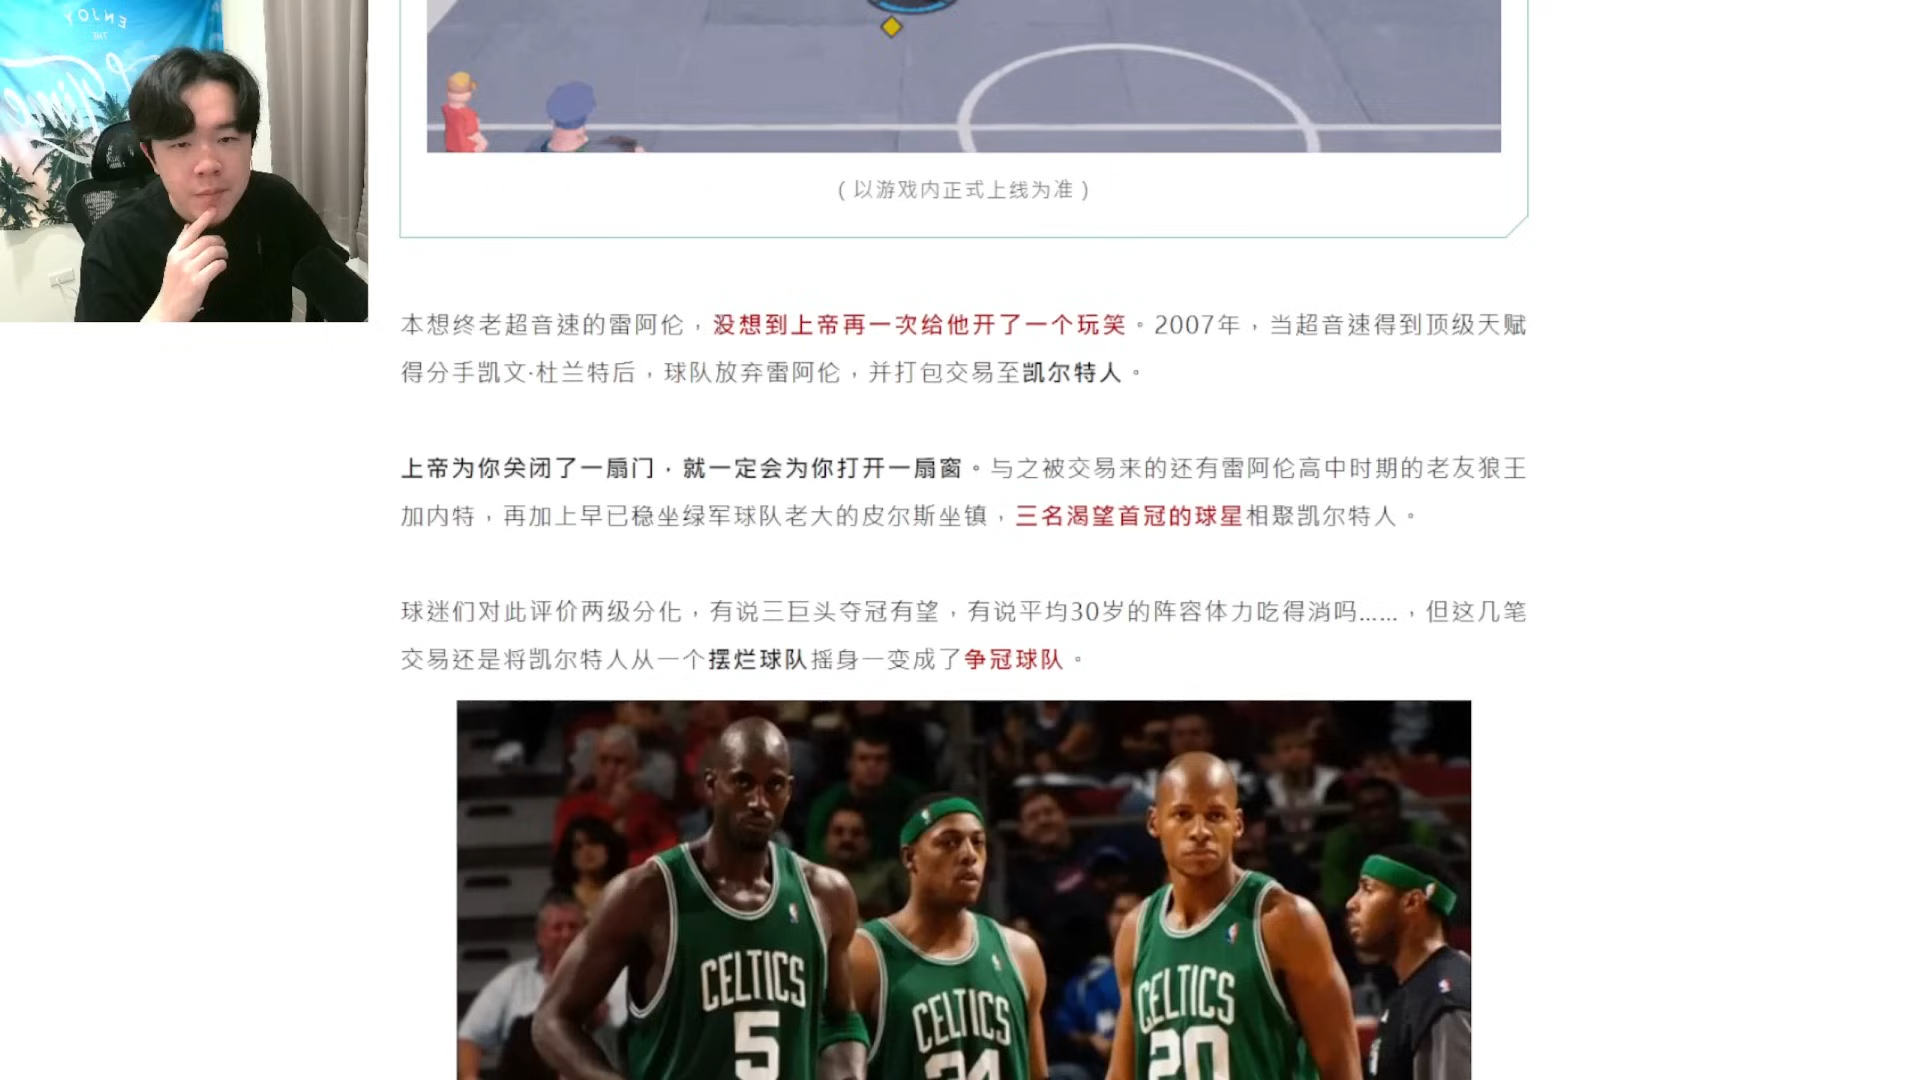 (以游戏内正式上线为准)
本想终老超音速的雷阿伦,没想到上帝再一次给他开了一个玩笑。2007年,当超音速得到顶级天赋
得分手凯文·杜兰特后,球队放弃雷阿伦,并打包交易至凯尔特人。
上帝为你关闭了一扇门,就一定会为你打开一扇窗。与之被交易来的还有雷阿伦高中时期的老友狼王
加内特,再加上早已稳坐绿军球队老大的皮尔斯坐镇,三名渴望首冠的球星相聚凯尔特人。
球迷们对此评价两级分化,有说三巨头夺冠有望,有说平均30岁的阵容体力吃得消吗……,但这几笔
交易还是将凯尔特人从一个摆烂球队摇身一变成了争冠球队。
ENJOY
THE
CELTICS
5
CELTICS
34
CELTICS
20